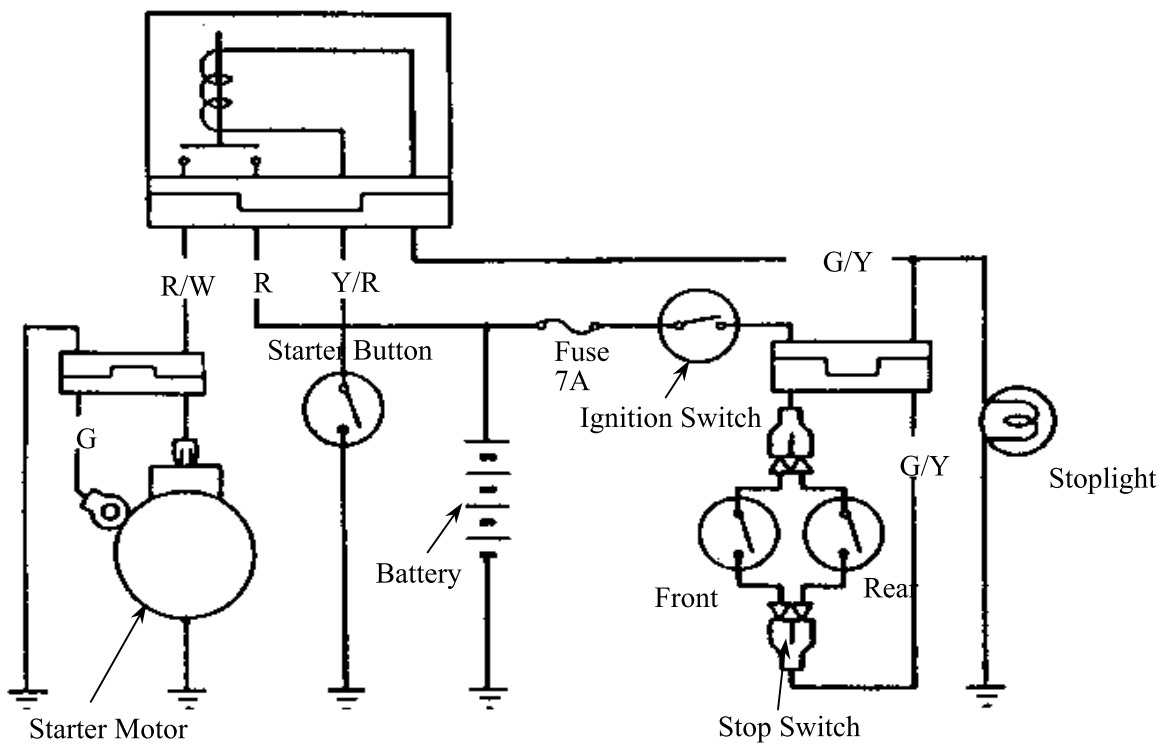 G/Y
R/W
R
Y/R
Starter Button
Fuse
7A
Ignition Switch
G
G/Y
Stoplight
Battery
Front
Rear
Starter Motor
Stop Switch